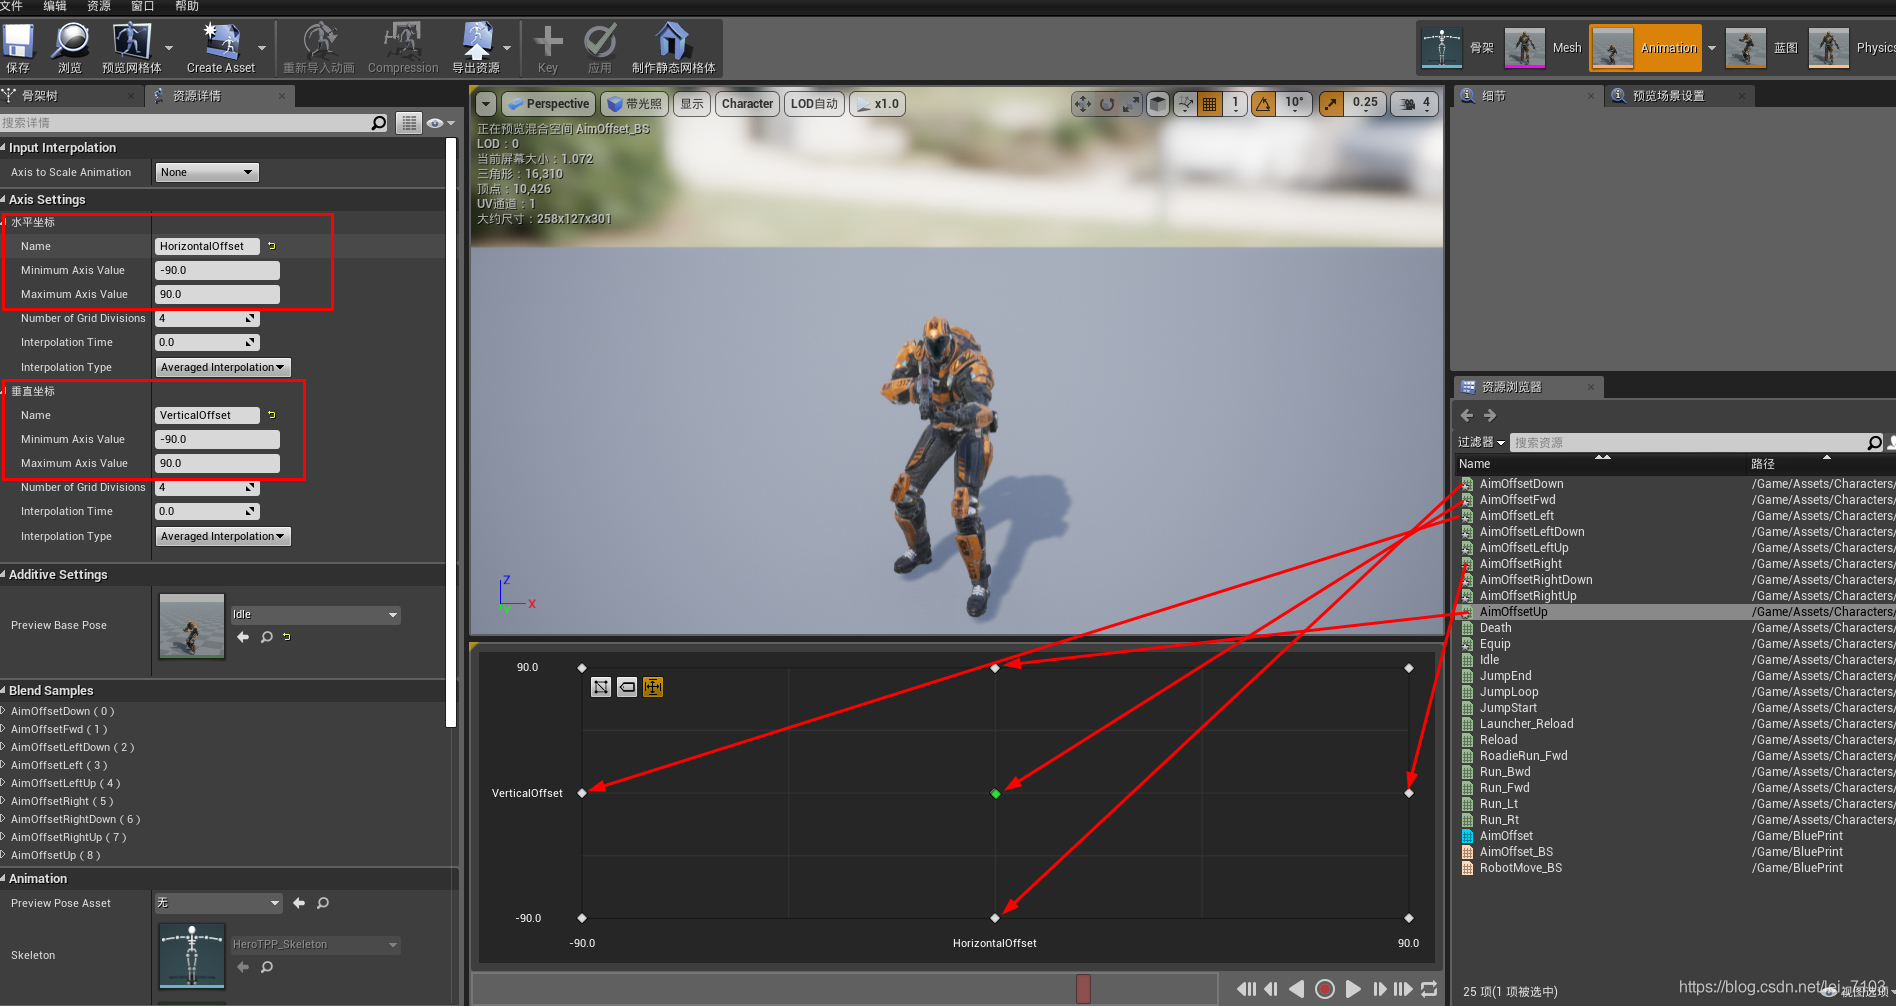 文件 编辑 资源 窗口 帮助
保存 浏览 预览网格体 Create Asset 重新导入动画 Compression 导出资源 Key 应用 制作静态网格体
骨架 Mesh Animation 蓝图 Physics
骨架树 资源详情
搜索详情
Input Interpolation
Axis to Scale Animation None
Axis Settings
水平坐标
Name HorizontalOffset
Minimum Axis Value -90.0
Maximum Axis Value 90.0
Number of Grid Divisions 4
Interpolation Time 0.0
Interpolation Type Averaged Interpolation
垂直坐标
Name VerticalOffset
Minimum Axis Value -90.0
Maximum Axis Value 90.0
Number of Grid Divisions 4
Interpolation Time 0.0
Interpolation Type Averaged Interpolation
Additive Settings
Preview Base Pose Idle
Blend Samples
AimOffsetDown ( 0 )
AimOffsetFwd ( 1 )
AimOffsetLeftDown ( 2 )
AimOffsetLeft ( 3 )
AimOffsetLeftUp ( 4 )
AimOffsetRight ( 5 )
AimOffsetRightDown ( 6 )
AimOffsetRightUp ( 7 )
AimOffsetUp ( 8 )
Animation
Preview Pose Asset 无
Skeleton HeroTPP_Skeleton
Perspective 带光照 显示 Character LOD自动 x1.0 1 10° 0.25 4
正在预览混合空间 AimOffset_BS
LOD：0
当前屏幕大小：1.072
三角形：16,310
顶点：10,426
UV通道：1
大约尺寸：258x127x301
Z
Y X
90.0
VerticalOffset
-90.0
-90.0 HorizontalOffset 90.0
细节 预览场景设置
资源浏览器
过滤器 搜索资源
Name 路径
AimOffsetDown /Game/Assets/Characters/
AimOffsetFwd /Game/Assets/Characters/
AimOffsetLeft /Game/Assets/Characters/
AimOffsetLeftDown /Game/Assets/Characters/
AimOffsetLeftUp /Game/Assets/Characters/
AimOffsetRight /Game/Assets/Characters/
AimOffsetRightDown /Game/Assets/Characters/
AimOffsetRightUp /Game/Assets/Characters/
AimOffsetUp /Game/Assets/Characters/
Death /Game/Assets/Characters/
Equip /Game/Assets/Characters/
Idle /Game/Assets/Characters/
JumpEnd /Game/Assets/Characters/
JumpLoop /Game/Assets/Characters/
JumpStart /Game/Assets/Characters/
Launcher_Reload /Game/Assets/Characters/
Reload /Game/Assets/Characters/
RoadieRun_Fwd /Game/Assets/Characters/
Run_Bwd /Game/Assets/Characters/
Run_Fwd /Game/Assets/Characters/
Run_Lt /Game/Assets/Characters/
Run_Rt /Game/Assets/Characters/
AimOffset /Game/BluePrint
AimOffset_BS /Game/BluePrint
RobotMove_BS /Game/BluePrint
25 项(1 项被选中) 视图选项
https://blog.csdn.net/lei_7103